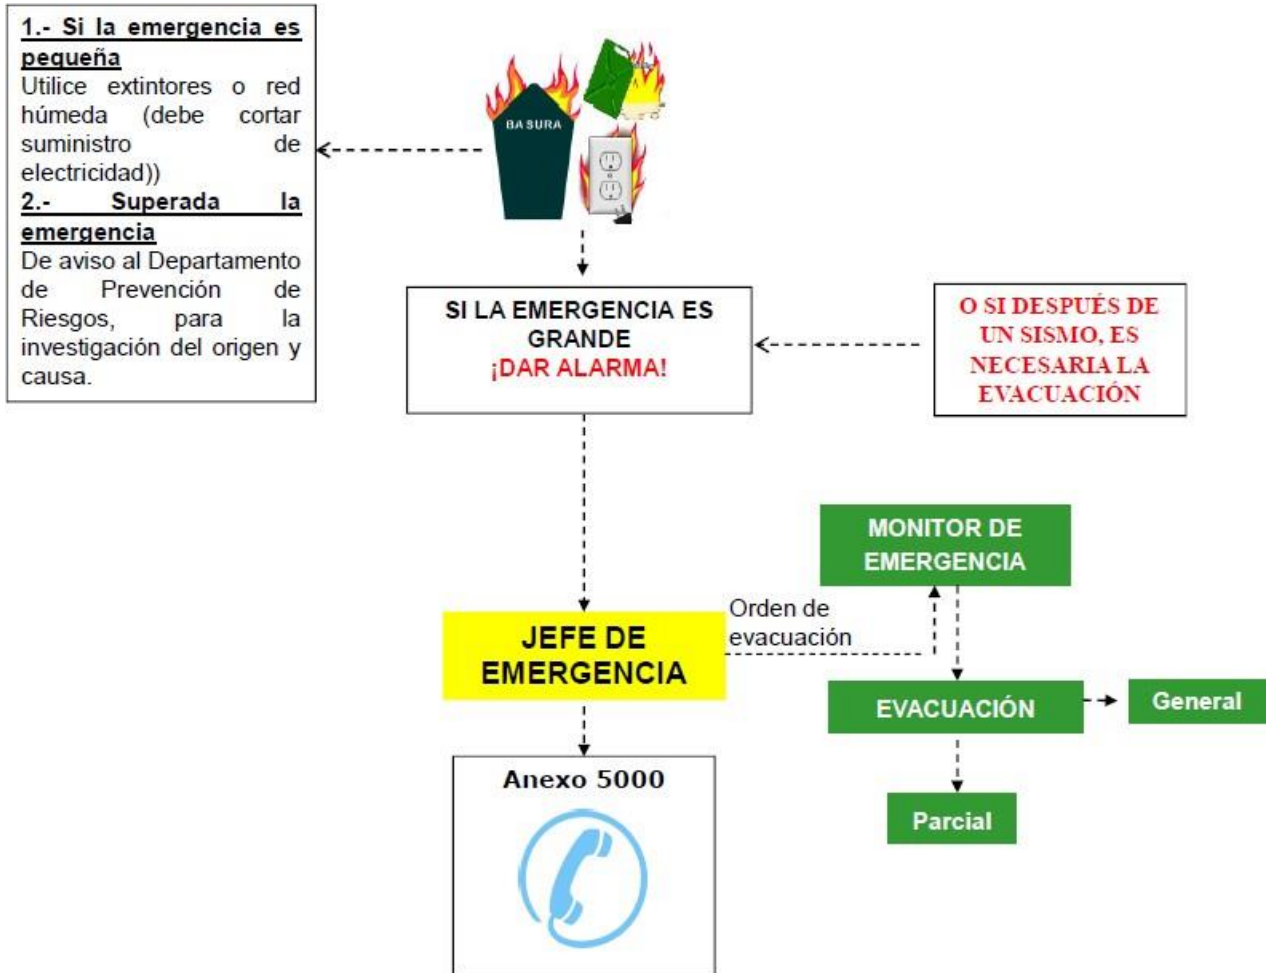 1.- Si la emergencia es
pequeña
Utilice extintores o red
húmeda (debe cortar
suministro de
electricidad))
2.- Superada la
emergencia
De aviso al Departamento
de Prevención de
Riesgos, para la
investigación del origen y
causa.
BASURA
SI LA EMERGENCIA ES
GRANDE
¡DAR ALARMA!
O SI DESPUÉS DE
UN SISMO, ES
NECESARIA LA
EVACUACIÓN
MONITOR DE
EMERGENCIA
Orden de
evacuación
JEFE DE
EMERGENCIA
EVACUACIÓN
General
Parcial
Anexo 5000